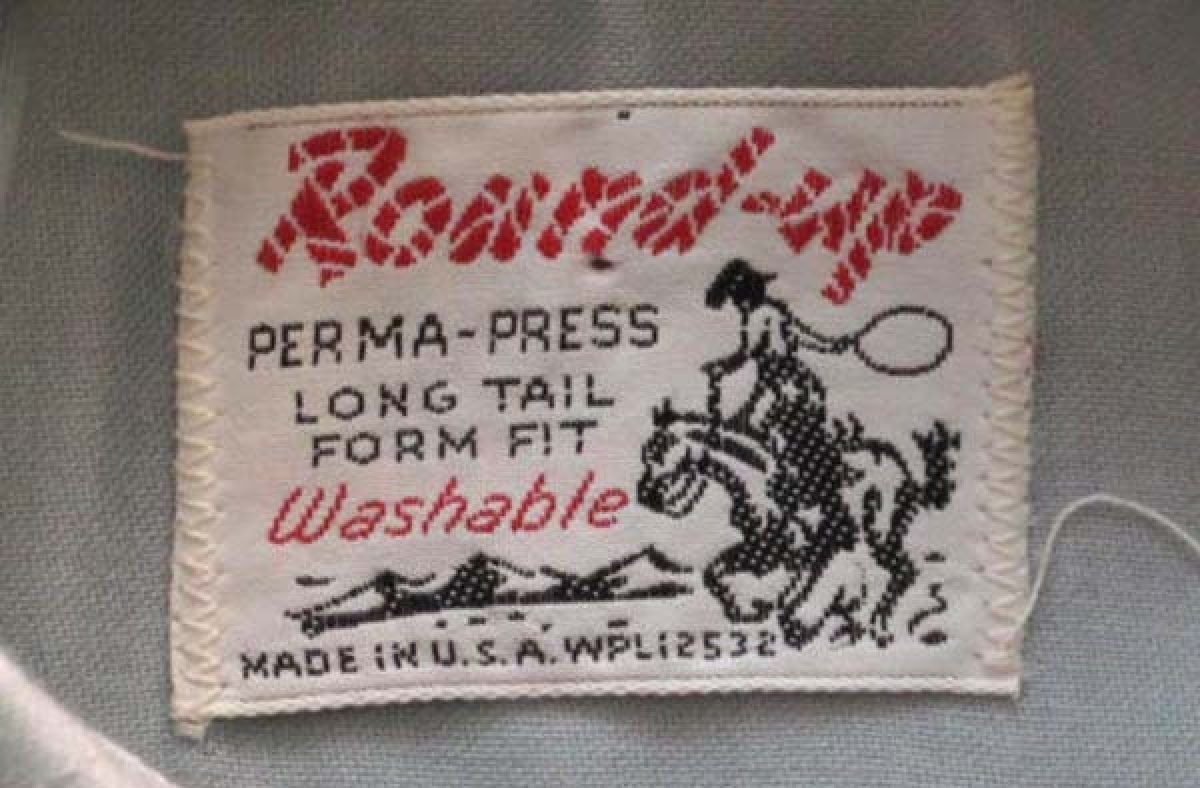 Round-up
PERMA-PRESS
LONG TAIL
FORM FIT
Washable
MADE IN U.S.A. WPL12532